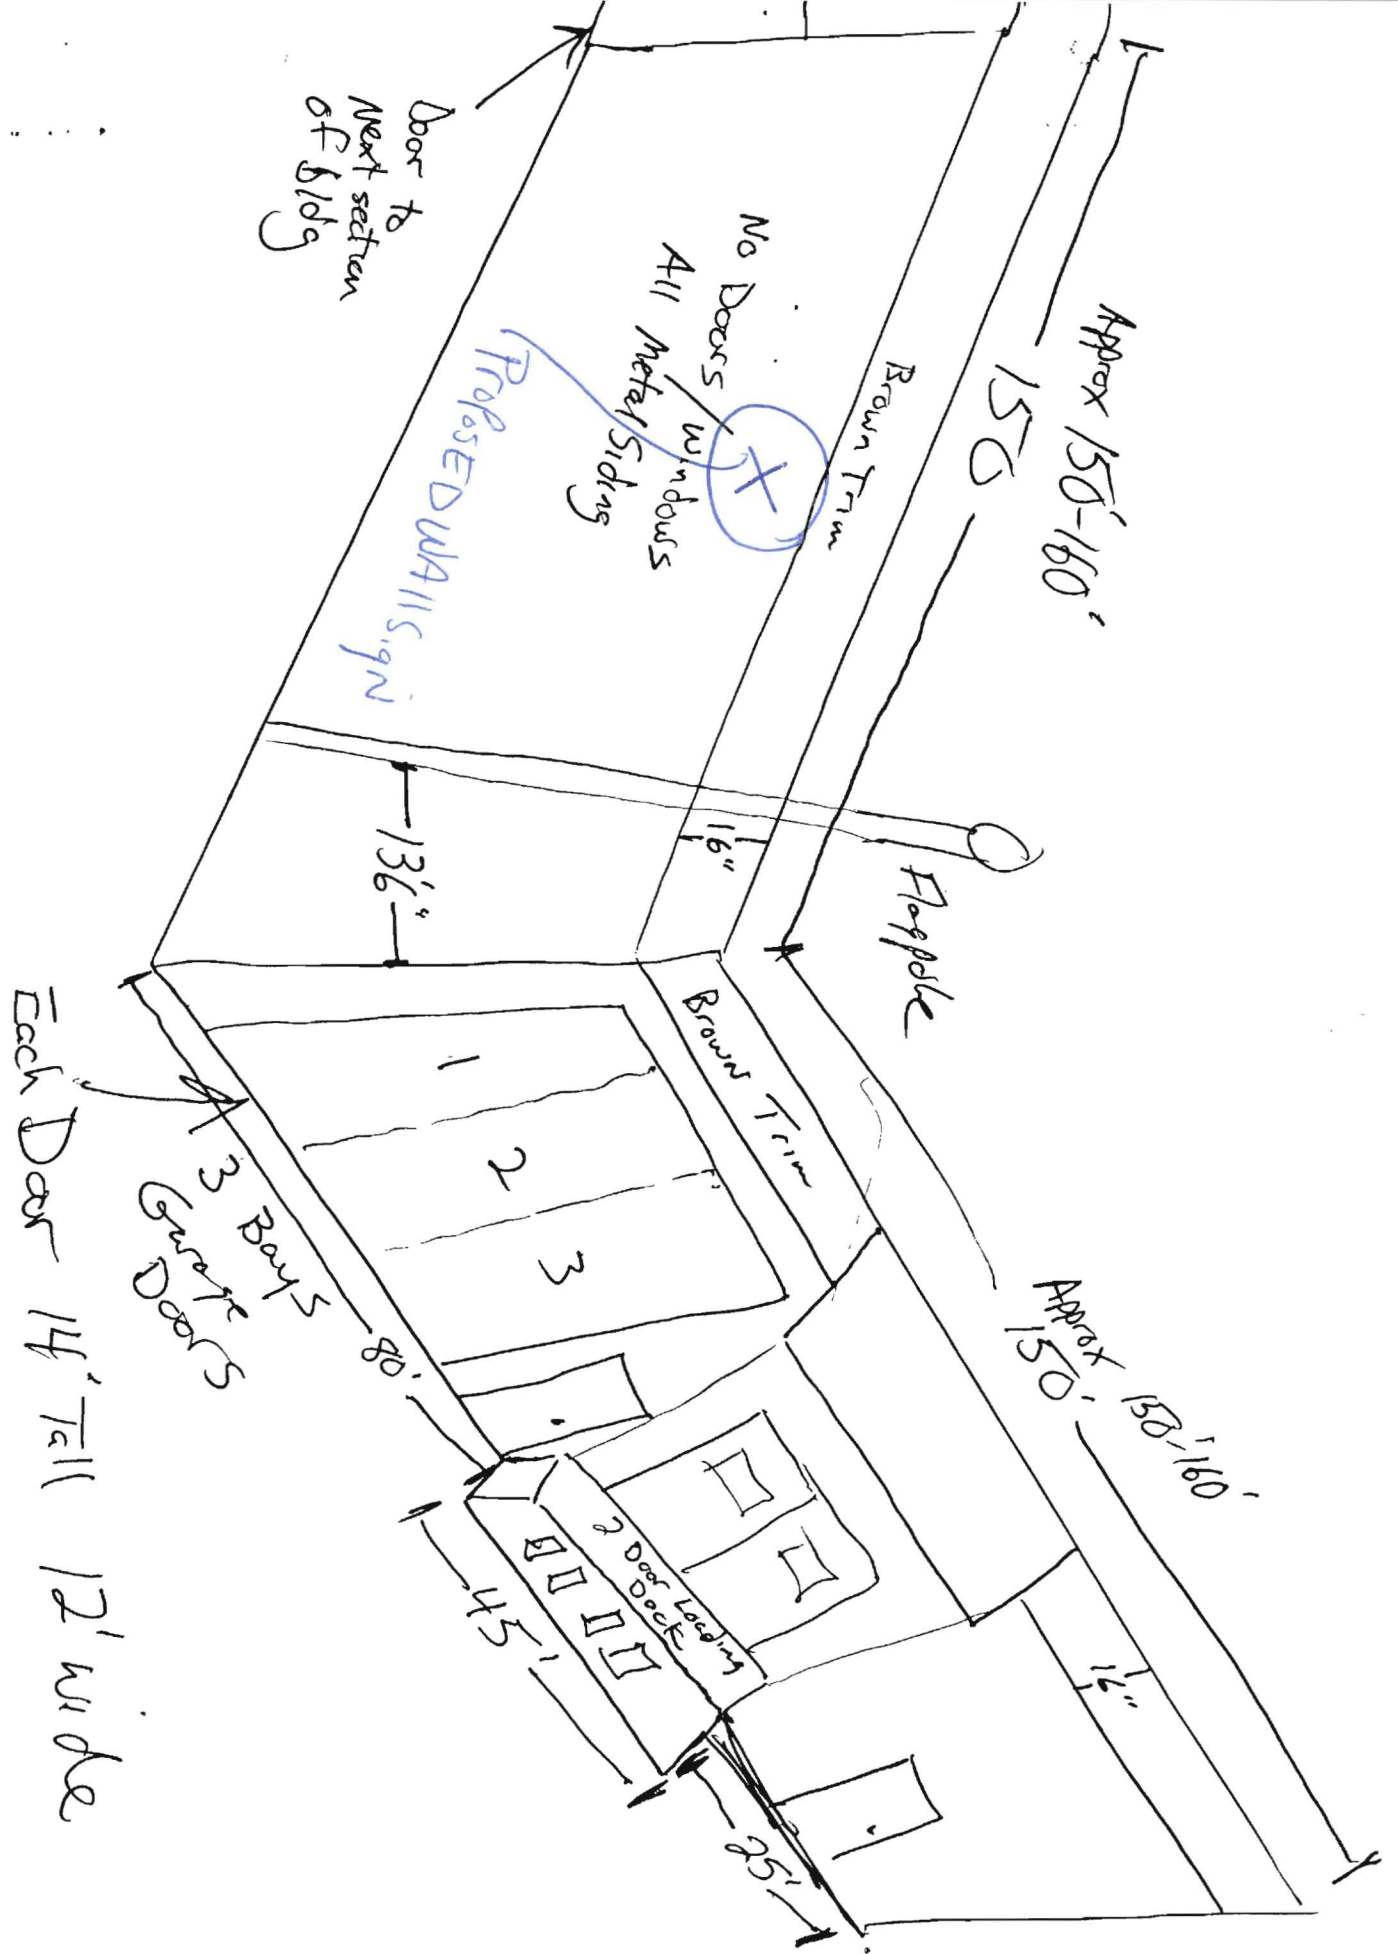 Approx 150'-160'
150
Brown Trim
No Doors Windows
All Metal Siding
Proposed Wall Sign
Door to
Next section
of bldg
Flagpole
16"
13'6"
Brown Trim
1
2
3
3 Bays
Garage
Doors
80'
Each Door 14' Tall 12' wide
Approx 150'-160'
150'
16"
2 Door Loading
Dock
45'
25'